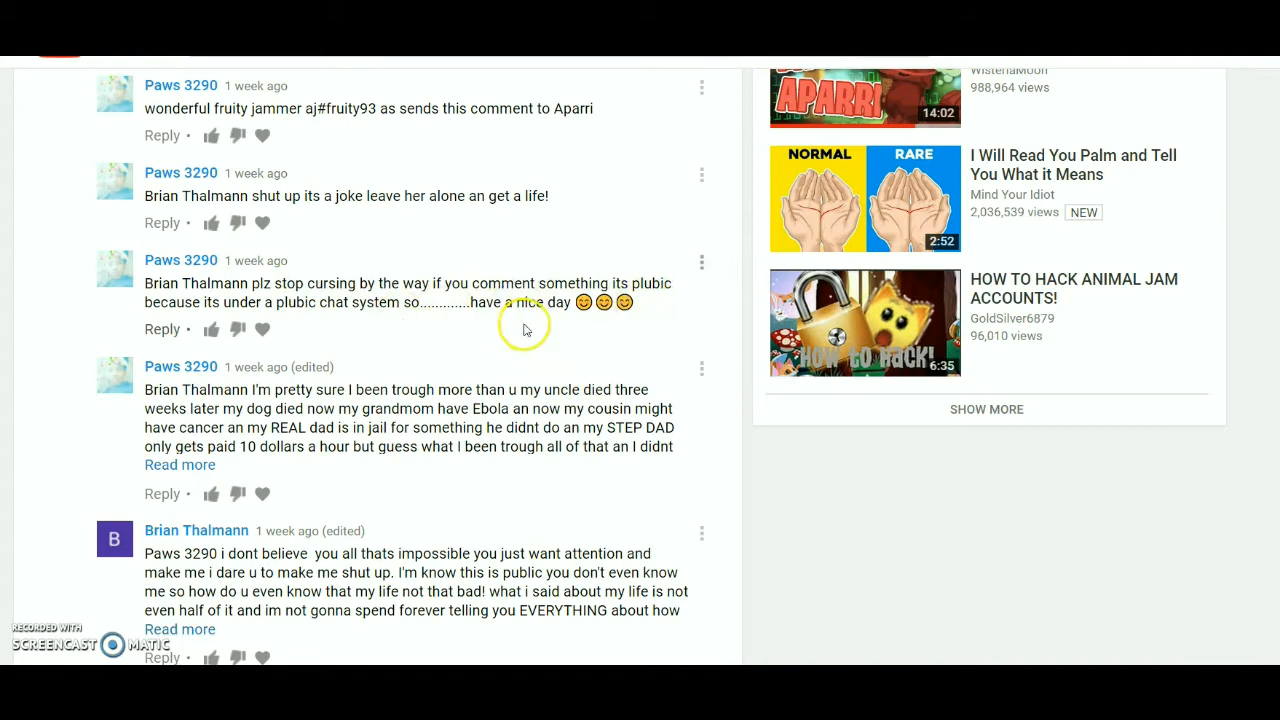 Paws 3290 1 week ago
wonderful fruity jammer aj#fruity93 as sends this comment to Aparri
Reply •
Paws 3290 1 week ago
Brian Thalmann shut up its a joke leave her alone an get a life!
Reply •
Paws 3290 1 week ago
Brian Thalmann plz stop cursing by the way if you comment something its plubic
because its under a plubic chat system so.............have a nice day 😊😊😊
Reply •
Paws 3290 1 week ago (edited)
Brian Thalmann I'm pretty sure I been trough more than u my uncle died three
weeks later my dog died now my grandmom have Ebola an now my cousin might
have cancer an my REAL dad is in jail for something he didnt do an my STEP DAD
only gets paid 10 dollars a hour but guess what I been trough all of that an I didnt
Read more
Reply •
B
Brian Thalmann 1 week ago (edited)
Paws 3290 i dont believe you all thats impossible you just want attention and
make me i dare u to make me shut up. I'm know this is public you don't even know
me so how do u even know that my life not that bad! what i said about my life is not
even half of it and im not gonna spend forever telling you EVERYTHING about how
Read more
Reply •
APARRI
14:02
WisteriaMoon
988,964 views
NORMAL RARE
2:52
I Will Read You Palm and Tell
You What it Means
Mind Your Idiot
2,036,539 views NEW
HOW TO HACK!
6:35
HOW TO HACK ANIMAL JAM
ACCOUNTS!
GoldSilver6879
96,010 views
SHOW MORE
RECORDED WITH
SCREENCAST MATIC